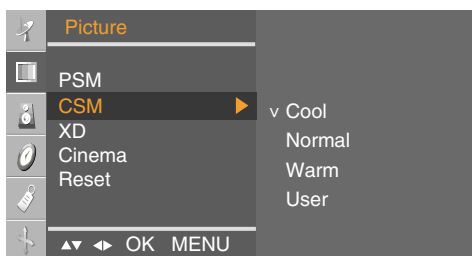 Picture
PSM
CSM
XD
Cinema
Reset
v Cool
Normal
Warm
User
OK MENU